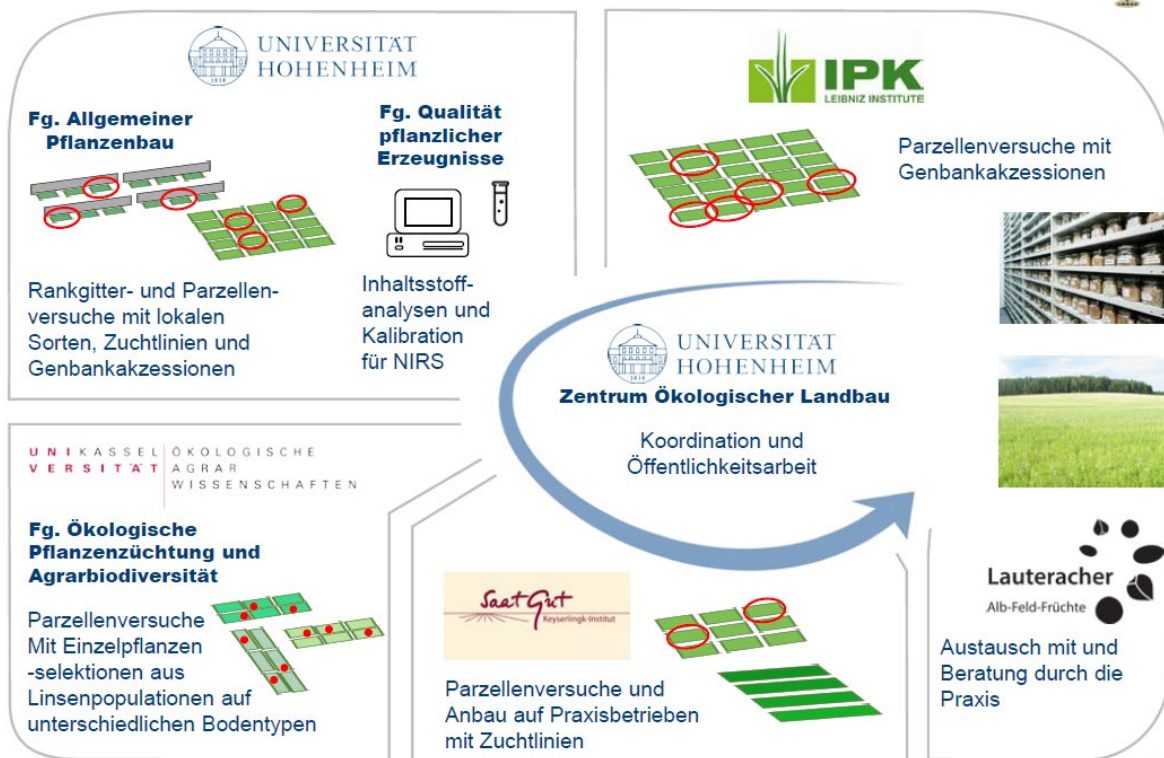 UNIVERSITÄT
HOHENHEIM
1818
Fg. Allgemeiner
Pflanzenbau
Fg. Qualität
pflanzlicher
Erzeugnisse
Rankgitter- und Parzellen-
versuche mit lokalen
Sorten, Zuchtlinien und
Genbankakzessionen
Inhaltsstoff-
analysen und
Kalibration
für NIRS
IPK
LEIBNIZ INSTITUTE
Parzellenversuche mit
Genbankakzessionen
UNIVERSITÄT
HOHENHEIM
1818
Zentrum Ökologischer Landbau
Koordination und
Öffentlichkeitsarbeit
UNIKASSEL ÖKOLOGISCHE
VERSITÄT AGRAR
WISSENSCHAFTEN
Fg. Ökologische
Pflanzenzüchtung und
Agrarbiodiversität
Parzellenversuche
Mit Einzelpflanzen
-selektionen aus
Linsenpopulationen auf
unterschiedlichen Bodentypen
SaatGut
Keyserlingk-Institut
Parzellenversuche und
Anbau auf Praxisbetrieben
mit Zuchtlinien
Lauteracher
Alb-Feld-Früchte
Austausch mit und
Beratung durch die
Praxis